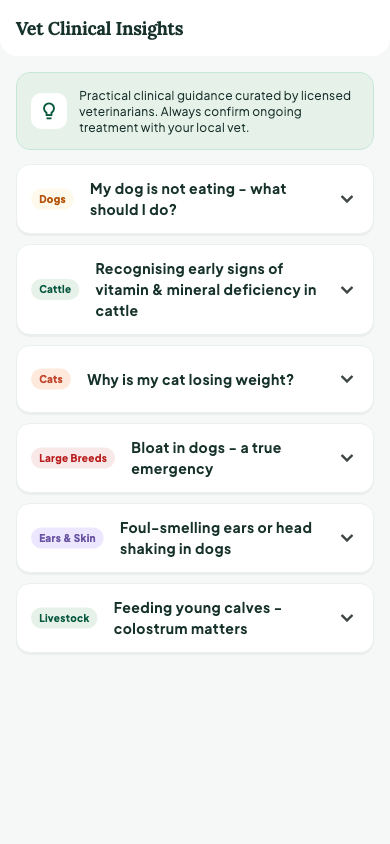 Vet Clinical Insights
Practical clinical guidance curated by licensed
veterinarians. Always confirm ongoing
treatment with your local vet.
Dogs
My dog is not eating - what
should I do?
Cattle
Recognising early signs of
vitamin & mineral deficiency in
cattle
Cats
Why is my cat losing weight?
Large Breeds
Bloat in dogs - a true
emergency
Ears & Skin
Foul-smelling ears or head
shaking in dogs
Livestock
Feeding young calves -
colostrum matters